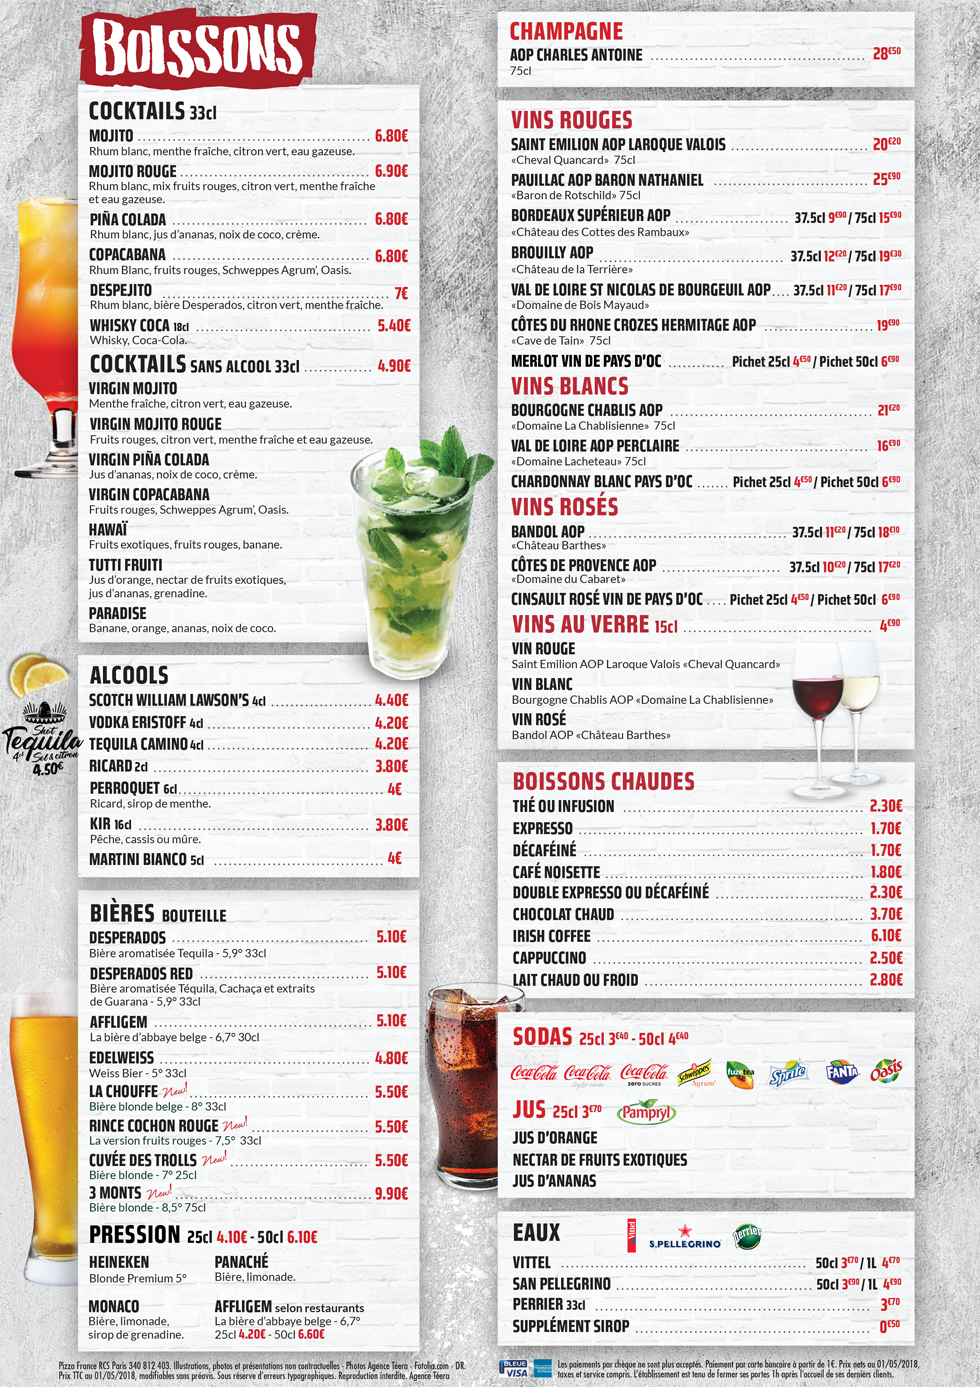 BOISSONS
COCKTAILS 33cl
MOJITO 6.80€
Rhum blanc, menthe fraîche, citron vert, eau gazeuse.
MOJITO ROUGE 6.90€
Rhum blanc, mix fruits rouges, citron vert, menthe fraîche
et eau gazeuse.
PIÑA COLADA 6.80€
Rhum blanc, jus d'ananas, noix de coco, crème.
COPACABANA 6.80€
Rhum Blanc, fruits rouges, Schweppes Agrum', Oasis.
DESPEJITO 7€
Rhum blanc, bière Desperados, citron vert, menthe fraîche.
WHISKY COCA 18cl 5.40€
Whisky, Coca-Cola.
COCKTAILS SANS ALCOOL 33cl 4.90€
VIRGIN MOJITO
Menthe fraîche, citron vert, eau gazeuse.
VIRGIN MOJITO ROUGE
Fruits rouges, citron vert, menthe fraîche et eau gazeuse.
VIRGIN PIÑA COLADA
Jus d'ananas, noix de coco, crème.
VIRGIN COPACABANA
Fruits rouges, Schweppes Agrum', Oasis.
HAWAÏ
Fruits exotiques, fruits rouges, banane.
TUTTI FRUITI
Jus d'orange, nectar de fruits exotiques,
jus d'ananas, grenadine.
PARADISE
Banane, orange, ananas, noix de coco.
ALCOOLS
SCOTCH WILLIAM LAWSON'S 4cl 4.40€
VODKA ERISTOFF 4cl 4.20€
TEQUILA CAMINO 4cl 4.20€
RICARD 2cl 3.80€
PERROQUET 6cl 4€
Ricard, sirop de menthe.
KIR 16cl 3.80€
Pêche, cassis ou mûre.
MARTINI BIANCO 5cl 4€
Shot
Tequila
4cl Sel & citron
4.50€
BIÈRES BOUTEILLE
DESPERADOS 5.10€
Bière aromatisée Tequila - 5,9° 33cl
DESPERADOS RED 5.10€
Bière aromatisée Téquila, Cachaça et extraits
de Guarana - 5,9° 33cl
AFFLIGEM 5.10€
La bière d'abbaye belge - 6,7° 30cl
EDELWEISS 4.80€
Weiss Bier - 5° 33cl
LA CHOUFFE New! 5.50€
Bière blonde belge - 8° 33cl
RINCE COCHON ROUGE New! 5.50€
La version fruits rouges - 7,5° 33cl
CUVÉE DES TROLLS New! 5.50€
Bière blonde - 7° 25cl
3 MONTS New! 9.90€
Bière blonde - 8,5° 75cl
PRESSION 25cl 4.10€ - 50cl 6.10€
HEINEKEN
Blonde Premium 5°
PANACHÉ
Bière, limonade.
MONACO
Bière, limonade,
sirop de grenadine.
AFFLIGEM selon restaurants
La bière d'abbaye belge - 6,7°
25cl 4.20€ - 50cl 6.60€
CHAMPAGNE
AOP CHARLES ANTOINE 28€50
75cl
VINS ROUGES
SAINT EMILION AOP LAROQUE VALOIS 20€20
«Cheval Quancard» 75cl
PAUILLAC AOP BARON NATHANIEL 25€90
«Baron de Rotschild» 75cl
BORDEAUX SUPÉRIEUR AOP 37.5cl 9€90 / 75cl 15€90
«Château des Cottes des Rambaux»
BROUILLY AOP 37.5cl 12€20 / 75cl 19€30
«Château de la Terrière»
VAL DE LOIRE ST NICOLAS DE BOURGEUIL AOP 37.5cl 11€20 / 75cl 17€90
«Domaine de Bois Mayaud»
CÔTES DU RHONE CROZES HERMITAGE AOP 19€90
«Cave de Tain» 75cl
MERLOT VIN DE PAYS D'OC Pichet 25cl 4€50 / Pichet 50cl 6€90
VINS BLANCS
BOURGOGNE CHABLIS AOP 21€20
«Domaine La Chablisienne» 75cl
VAL DE LOIRE AOP PERCLAIRE 16€90
«Domaine Lacheteau» 75cl
CHARDONNAY BLANC PAYS D'OC Pichet 25cl 4€50 / Pichet 50cl 6€90
VINS ROSÉS
BANDOL AOP 37.5cl 11€20 / 75cl 18€10
«Château Barthes»
CÔTES DE PROVENCE AOP 37.5cl 10€20 / 75cl 17€20
«Domaine du Cabaret»
CINSAULT ROSÉ VIN DE PAYS D'OC Pichet 25cl 4€50 / Pichet 50cl 6€90
VINS AU VERRE 15cl 4€90
VIN ROUGE
Saint Emilion AOP Laroque Valois «Cheval Quancard»
VIN BLANC
Bourgogne Chablis AOP «Domaine La Chablisienne»
VIN ROSÉ
Bandol AOP «Château Barthes»
BOISSONS CHAUDES
THÉ OU INFUSION 2.30€
EXPRESSO 1.70€
DÉCAFÉINÉ 1.70€
CAFÉ NOISETTE 1.80€
DOUBLE EXPRESSO OU DÉCAFÉINÉ 2.30€
CHOCOLAT CHAUD 3.70€
IRISH COFFEE 6.10€
CAPPUCCINO 2.50€
LAIT CHAUD OU FROID 2.80€
SODAS 25cl 3€40 - 50cl 4€40
Coca-Cola Coca-Cola light taste Coca-Cola zero SUCRES Schweppes Agrum' fuzetea Sprite FANTA Oasis
JUS 25cl 3€70 Pampryl
JUS D'ORANGE
NECTAR DE FRUITS EXOTIQUES
JUS D'ANANAS
EAUX Vittel S.PELLEGRINO Perrier
VITTEL 50cl 3€70 / 1L 4€70
SAN PELLEGRINO 50cl 3€90 / 1L 4€90
PERRIER 33cl 3€70
SUPPLÉMENT SIROP 0€50
Pizza France RCS Paris 340 812 403. Illustrations, photos et présentations non contractuelles - Photos Agence Téera - Fotolia.com - DR.
Prix TTC au 01/05/2018, modifiables sans préavis. Sous réserve d'erreurs typographiques. Reproduction interdite. Agence Téera
BLEUE VISA
Les paiements par chèque ne sont plus acceptés. Paiement par carte bancaire à partir de 1€. Prix nets au 01/05/2018,
taxes et service compris. L'établissement est tenu de fermer ses portes 1h après l'accueil de ses derniers clients.